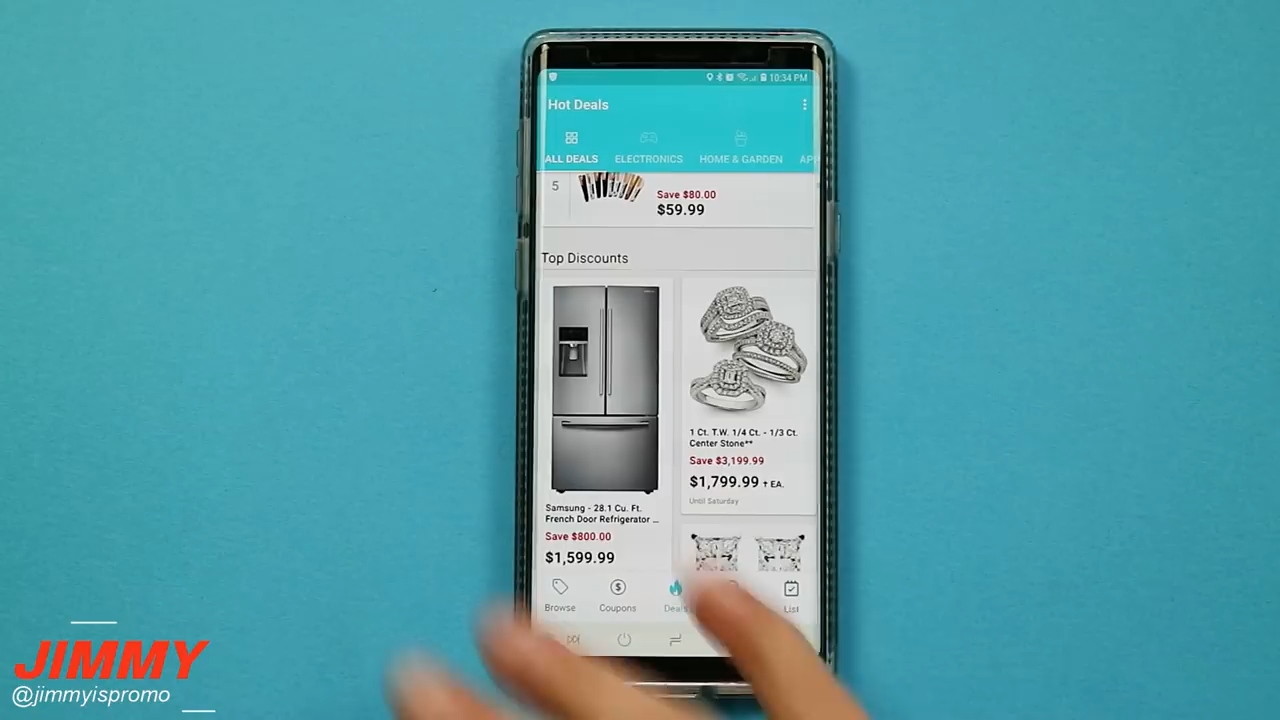 10:34 PM
Hot Deals
ALL DEALS ELECTRONICS HOME & GARDEN
5
Save $80.00
$59.99
Top Discounts
Samsung - 28.1 Cu. Ft.
French Door Refrigerator ...
Save $800.00
$1,599.99
1 Ct. T.W. 1/4 Ct. - 1/3 Ct.
Center Stone**
Save $3,199.99
$1,799.99 † EA.
Until Saturday
Browse Coupons Deals List
JIMMY
@jimmyispromo